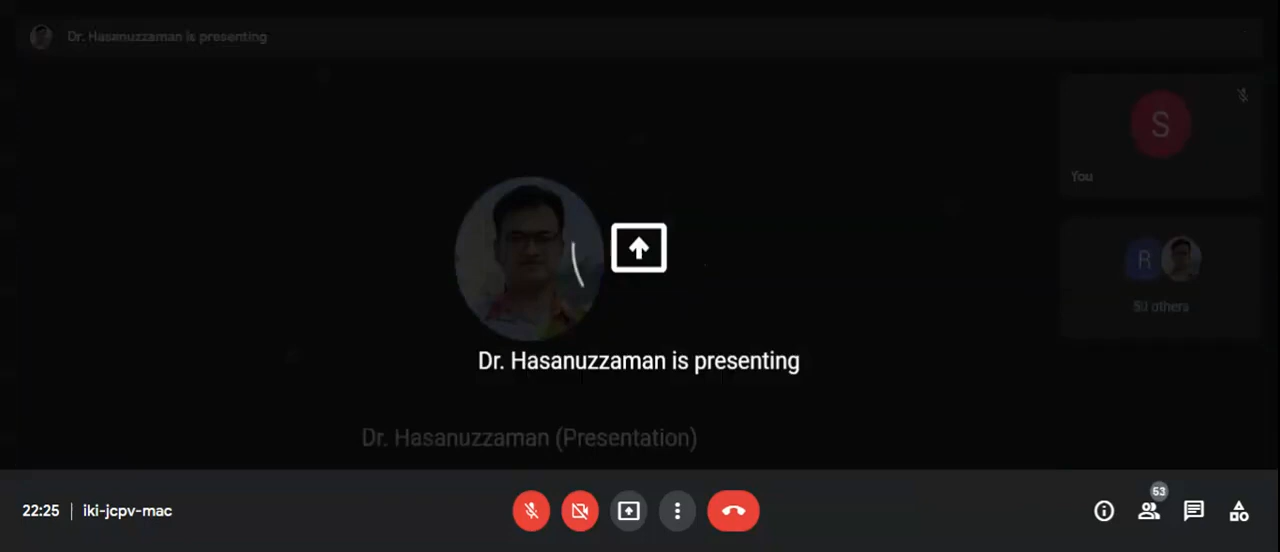 Dr. Hasanuzzaman is presenting
S
You
R
50 others
Dr. Hasanuzzaman is presenting
Dr. Hasanuzzaman (Presentation)
53
22:25 | iki-jcpv-mac